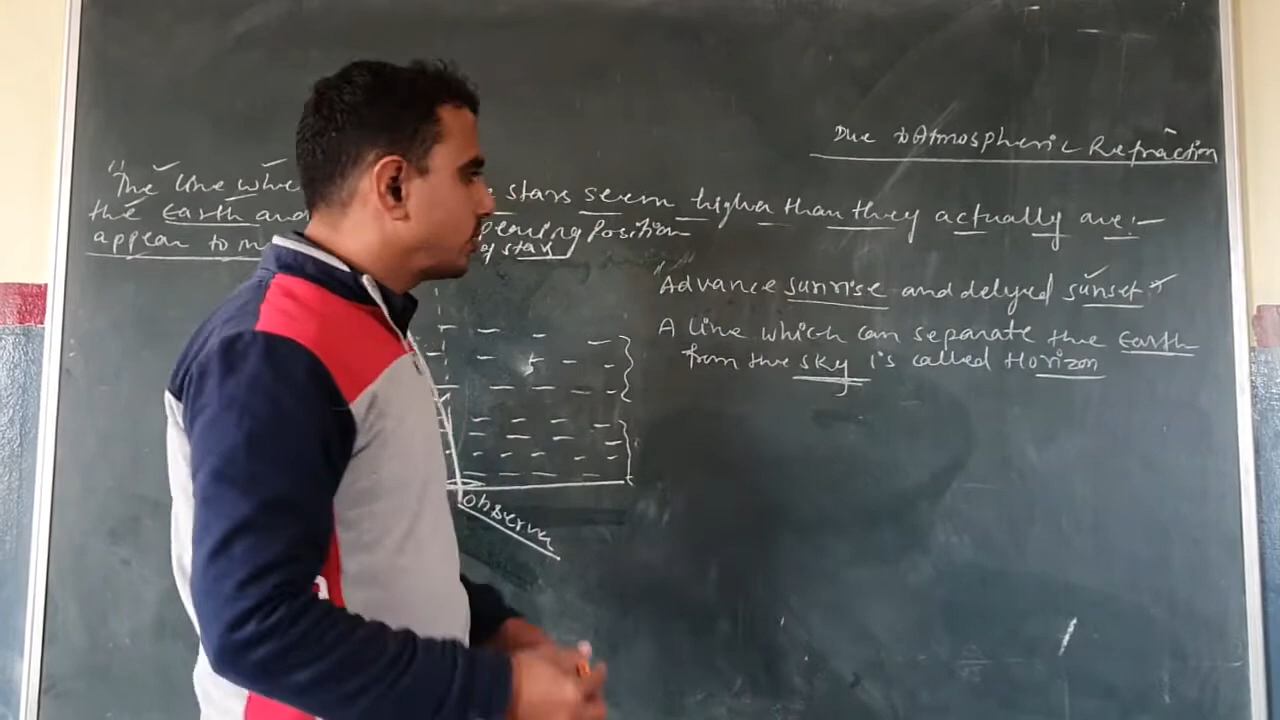 Due to Atmospheric Refraction
"The line whic
stars seem higher than they actually are:-
the Earth and
appear to m
pearing Position
of star
Advance sunrise and delyed sunset
A line which can separate the Earth
from the sky is called Horizon
Observer